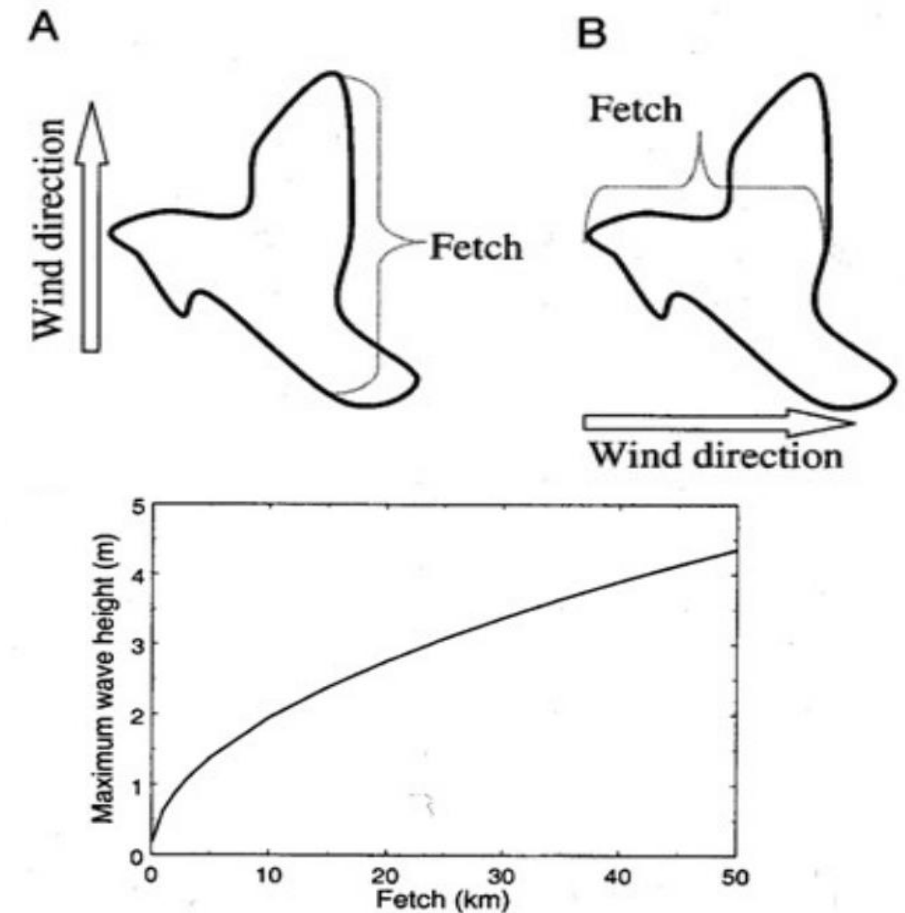 A
Wind direction
Fetch
B
Fetch
Wind direction
Maximum wave height (m)
5
4
3
2
1
0
0 10 20 30 40 50
Fetch (km)